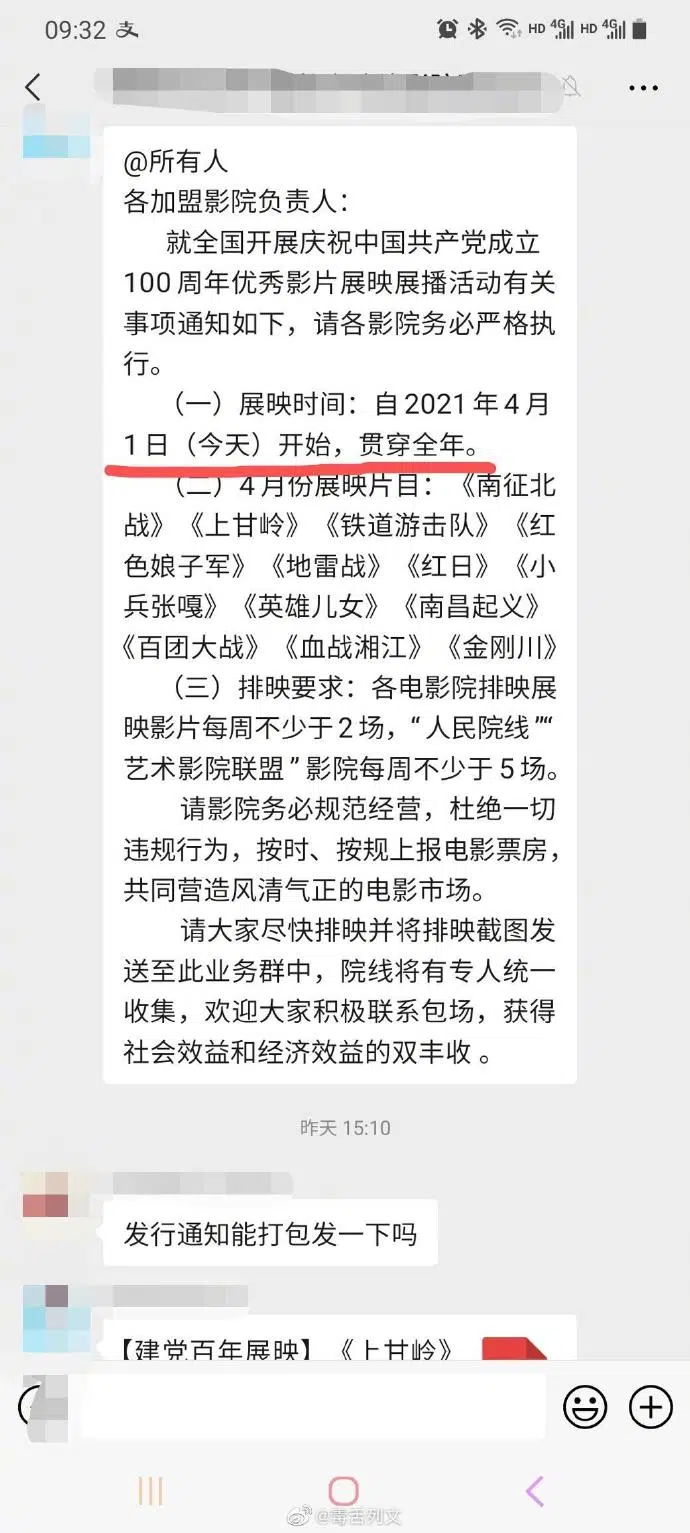 09:32 支
HD 4G HD 4G
@所有人
各加盟影院负责人：
就全国开展庆祝中国共产党成立
100周年优秀影片展映展播活动有关
事项通知如下，请各影院务必严格执
行。
（一）展映时间：自2021年4月
1日（今天）开始，贯穿全年。
（二）4月份展映片目：《南征北
战》《上甘岭》《铁道游击队》《红
色娘子军》《地雷战》《红日》《小
兵张嘎》《英雄儿女》《南昌起义》
《百团大战》《血战湘江》《金刚川》
（三）排映要求：各电影院排映展
映影片每周不少于2场，“人民院线”“
艺术影院联盟”影院每周不少于5场。
请影院务必规范经营，杜绝一切
违规行为，按时、按规上报电影票房，
共同营造风清气正的电影市场。
请大家尽快排映并将排映截图发
送至此业务群中，院线将有专人统一
收集，欢迎大家积极联系包场，获得
社会效益和经济效益的双丰收 。
昨天 15:10
发行通知能打包发一下吗
【建党百年展映】《上甘岭》
@毒舌列文